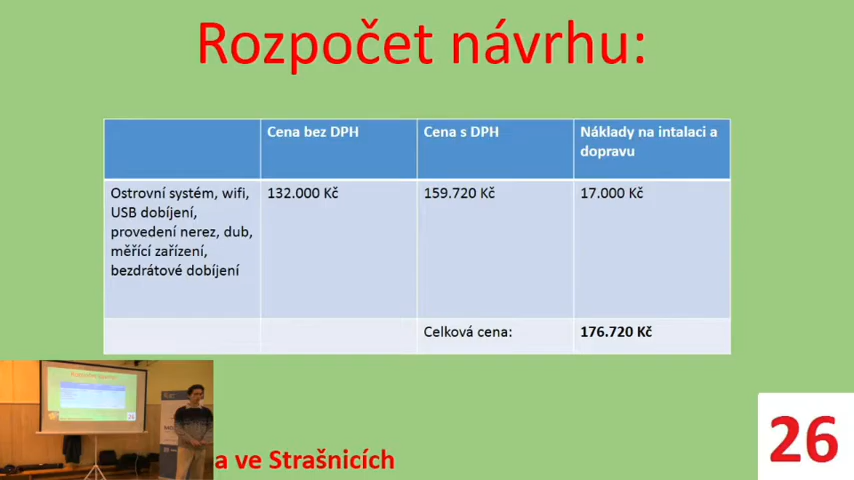 Rozpočet návrhu:
Cena bez DPH
Cena s DPH
Náklady na intalaci a
dopravu
Ostrovní systém, wifi,
USB dobíjení,
provedení nerez, dub,
měřící zařízení,
bezdrátové dobíjení
132.000 Kč
159.720 Kč
17.000 Kč
Celková cena:
176.720 Kč
a ve Strašnicích
26